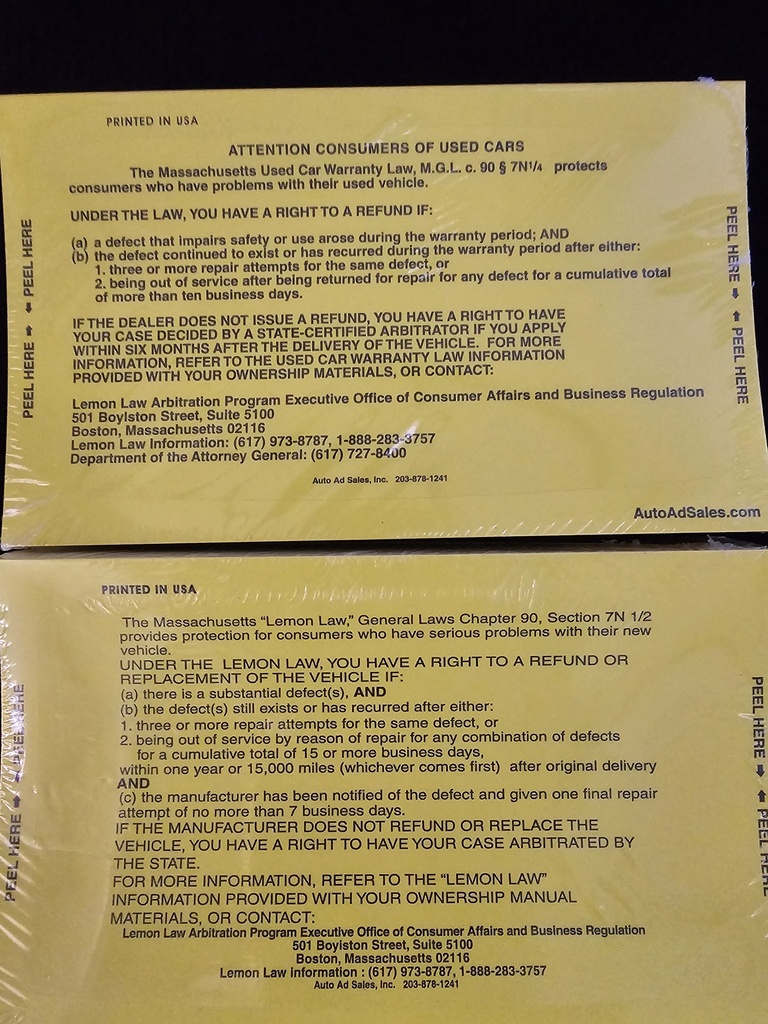 PRINTED IN USA
ATTENTION CONSUMERS OF USED CARS
The Massachusetts Used Car Warranty Law, M.G.L. c. 90 § 7N1/4 protects
consumers who have problems with their used vehicle.
UNDER THE LAW, YOU HAVE A RIGHT TO A REFUND IF:
(a) a defect that impairs safety or use arose during the warranty period; AND
(b) the defect continued to exist or has recurred during the warranty period after either:
1. three or more repair attempts for the same defect, or
2. being out of service after being returned for repair for any defect for a cumulative total
of more than ten business days.
IF THE DEALER DOES NOT ISSUE A REFUND, YOU HAVE A RIGHT TO HAVE
YOUR CASE DECIDED BY A STATE-CERTIFIED ARBITRATOR IF YOU APPLY
WITHIN SIX MONTHS AFTER THE DELIVERY OF THE VEHICLE. FOR MORE
INFORMATION, REFER TO THE USED CAR WARRANTY LAW INFORMATION
PROVIDED WITH YOUR OWNERSHIP MATERIALS, OR CONTACT:
Lemon Law Arbitration Program Executive Office of Consumer Affairs and Business Regulation
501 Boylston Street, Suite 5100
Boston, Massachusetts 02116
Lemon Law Information: (617) 973-8787, 1-888-283-3757
Department of the Attorney General: (617) 727-8400
Auto Ad Sales, Inc. 203-878-1241
AutoAdSales.com
PEEL HERE ➡ ⬅ PEEL HERE
PEEL HERE ➡ ⬅ PEEL HERE
PRINTED IN USA
The Massachusetts "Lemon Law," General Laws Chapter 90, Section 7N 1/2
provides protection for consumers who have serious problems with their new
vehicle.
UNDER THE LEMON LAW, YOU HAVE A RIGHT TO A REFUND OR
REPLACEMENT OF THE VEHICLE IF:
(a) there is a substantial defect(s), AND
(b) the defect(s) still exists or has recurred after either:
1. three or more repair attempts for the same defect, or
2. being out of service by reason of repair for any combination of defects
for a cumulative total of 15 or more business days,
within one year or 15,000 miles (whichever comes first) after original delivery
AND
(c) the manufacturer has been notified of the defect and given one final repair
attempt of no more than 7 business days.
IF THE MANUFACTURER DOES NOT REFUND OR REPLACE THE
VEHICLE, YOU HAVE A RIGHT TO HAVE YOUR CASE ARBITRATED BY
THE STATE.
FOR MORE INFORMATION, REFER TO THE "LEMON LAW"
INFORMATION PROVIDED WITH YOUR OWNERSHIP MANUAL
MATERIALS, OR CONTACT:
Lemon Law Arbitration Program Executive Office of Consumer Affairs and Business Regulation
501 Boylston Street, Suite 5100
Boston, Massachusetts 02116
Lemon Law Information : (617) 973-8787, 1-888-283-3757
Auto Ad Sales, Inc. 203-878-1241
PEEL HERE ➡ ⬅ PEEL HERE
PEEL HERE ➡ ⬅ PEEL HERE